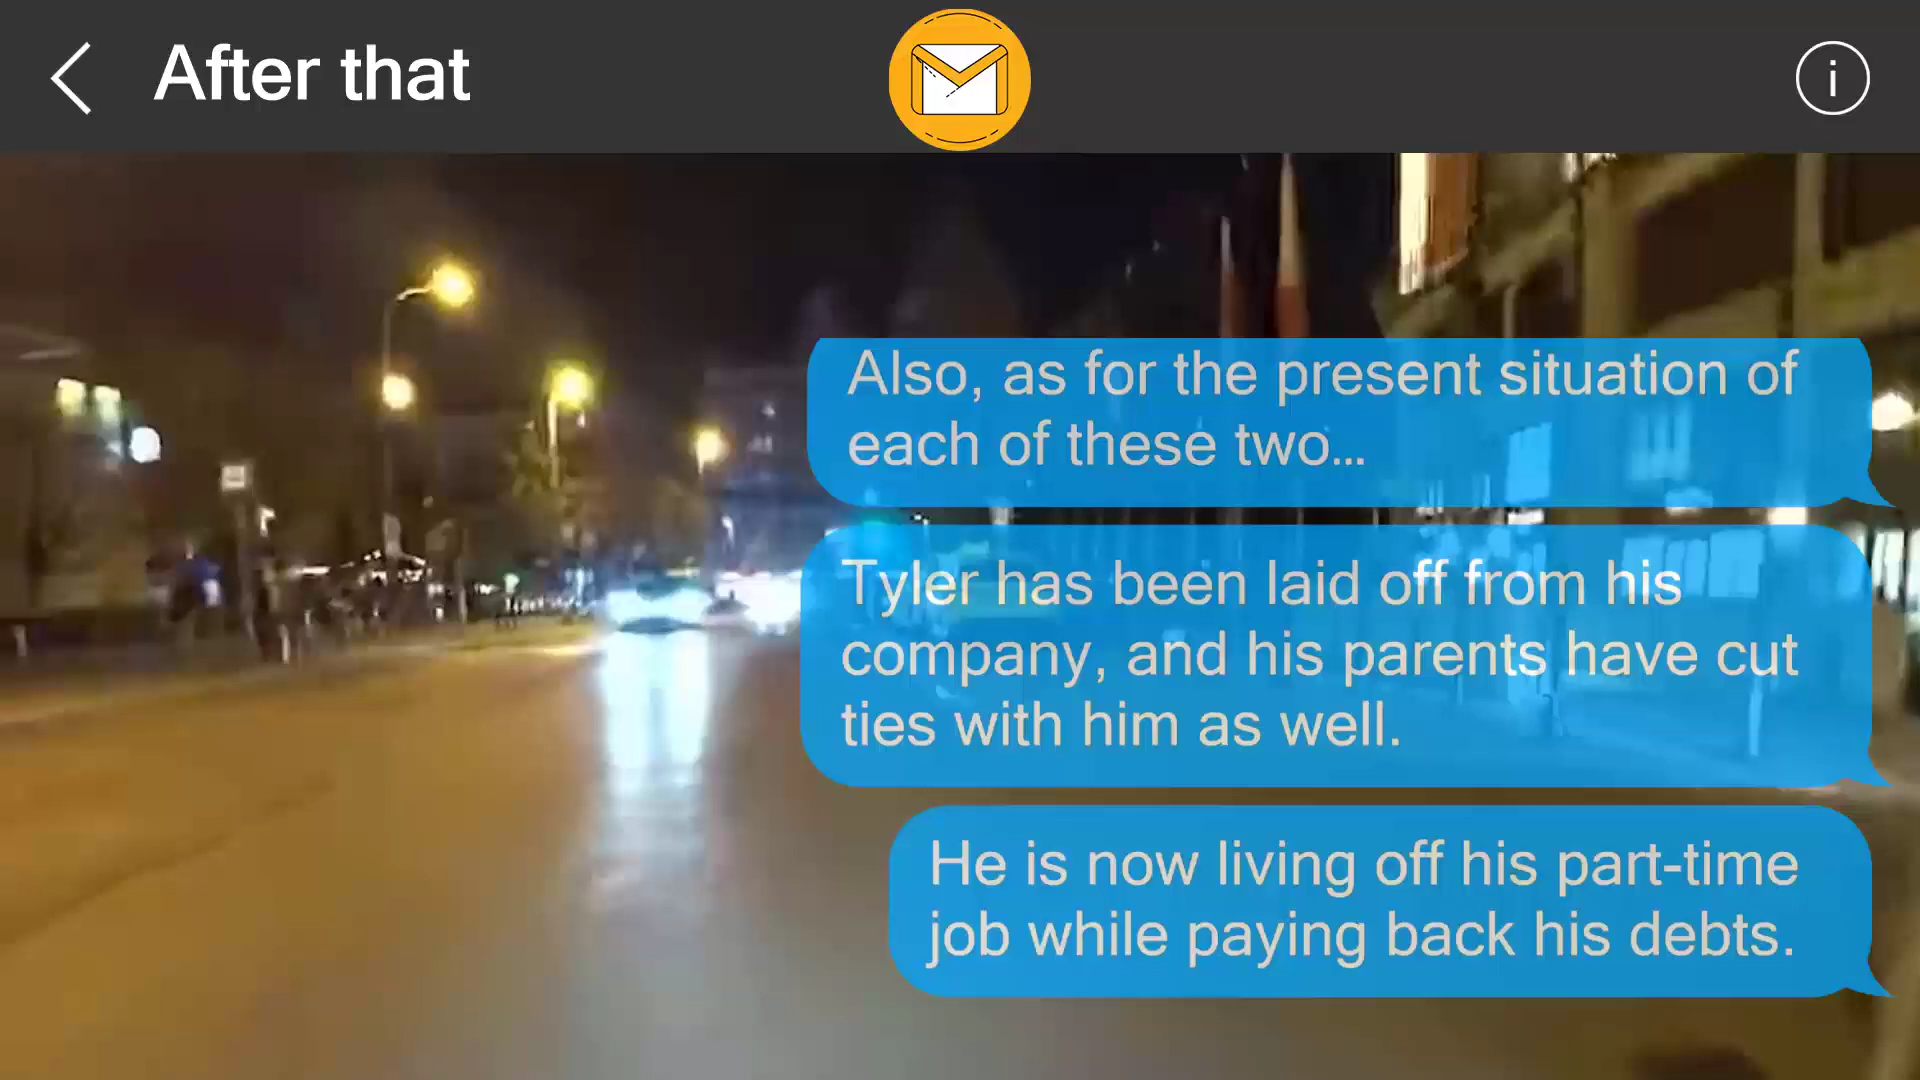 After that
Also, as for the present situation of
each of these two...
Tyler has been laid off from his
company, and his parents have cut
ties with him as well.
He is now living off his part-time
job while paying back his debts.